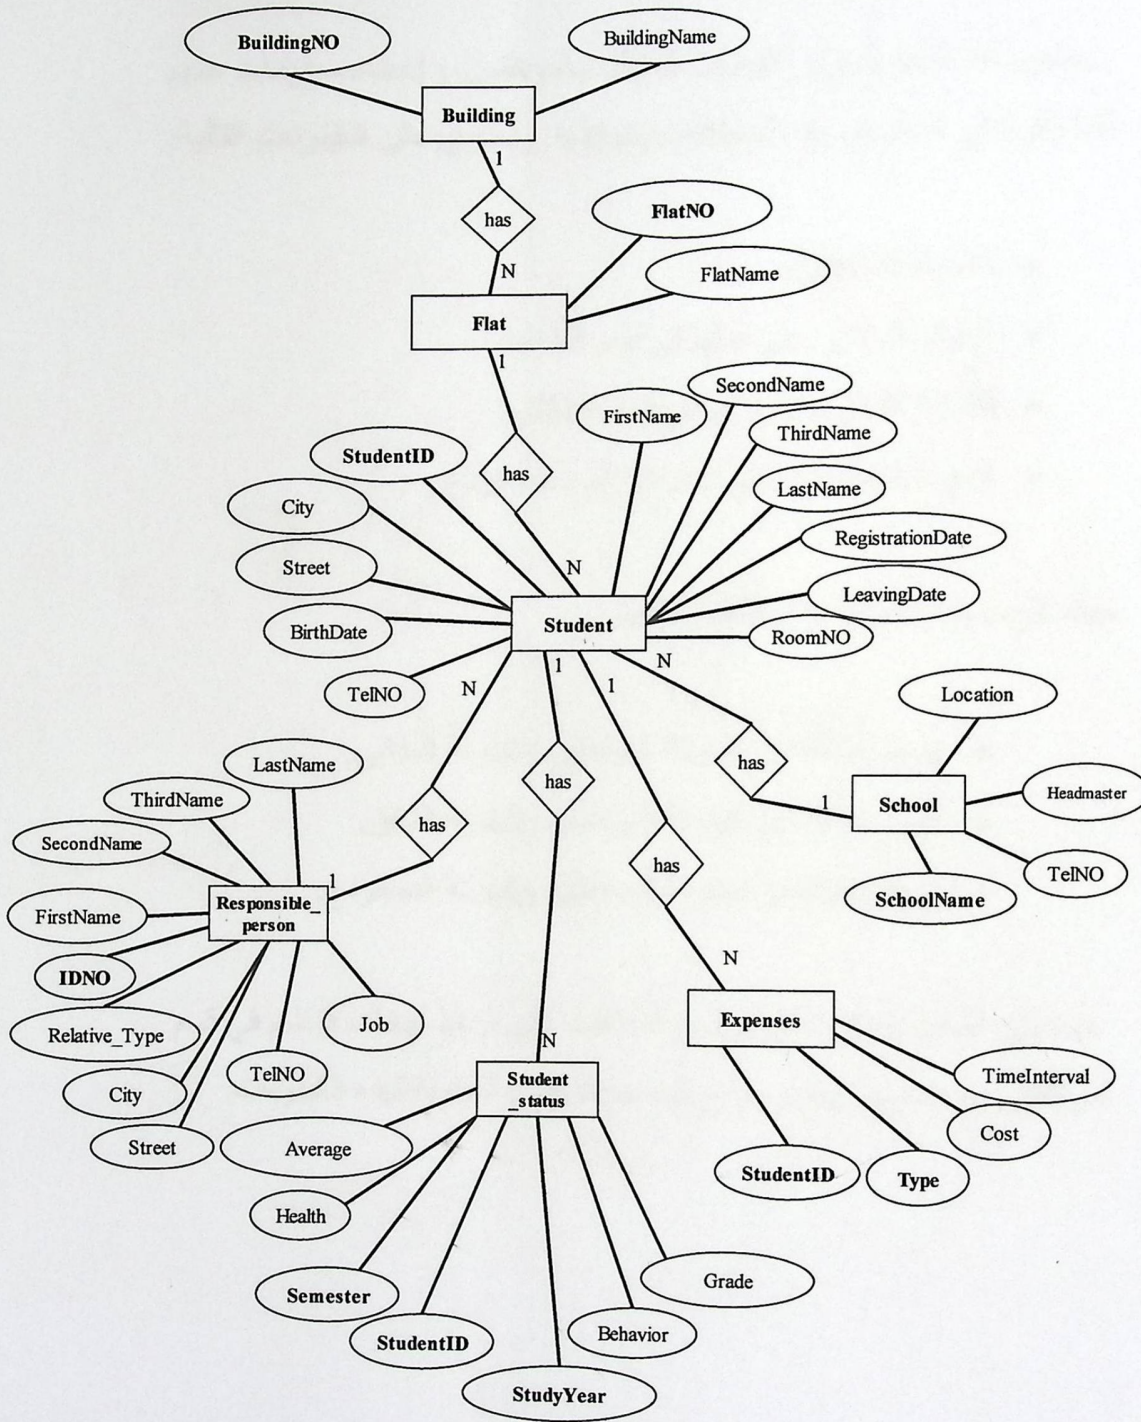 BuildingNO
BuildingName
Building
1
has
N
FlatNO
FlatName
Flat
1
has
N
SecondName
FirstName
ThirdName
StudentID
LastName
City
RegistrationDate
Street
LeavingDate
BirthDate
Student
RoomNO
TelNO
N
1
1
N
Location
LastName
ThirdName
has
has
Headmaster
SecondName
has
1
School
has
TelNO
1
Responsible_
person
FirstName
SchoolName
IDNO
N
Relative_Type
Job
Expenses
N
TelNO
City
Student
_status
TimeInterval
Street
Average
Cost
StudentID
Type
Health
Semester
Grade
StudentID
Behavior
StudyYear